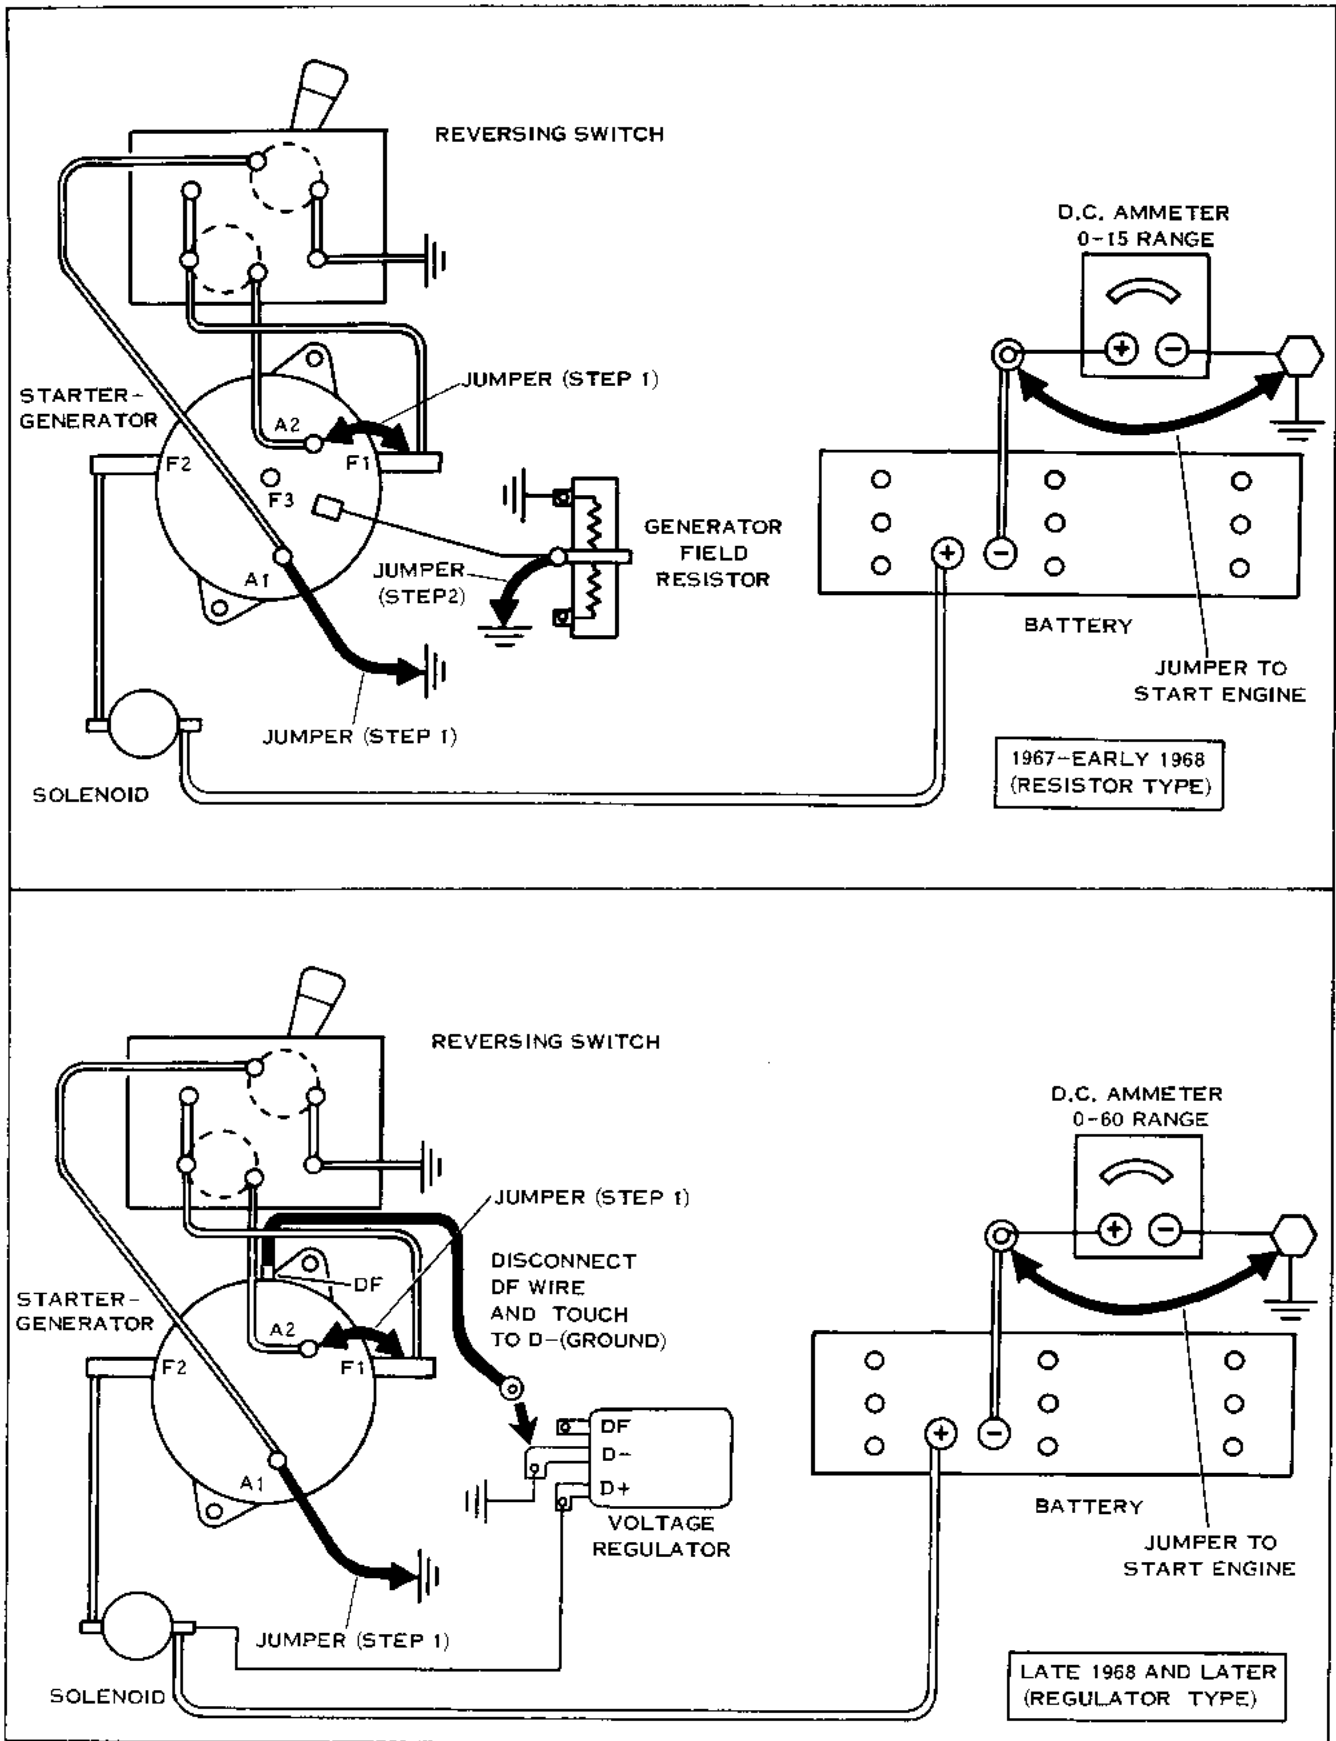 REVERSING SWITCH
D.C. AMMETER
0-15 RANGE
+
−
JUMPER (STEP 1)
STARTER-
GENERATOR
A2
F2
F1
F3
GENERATOR
FIELD
RESISTOR
JUMPER
(STEP2)
A1
+
−
BATTERY
JUMPER TO
START ENGINE
JUMPER (STEP 1)
SOLENOID
1967-EARLY 1968
(RESISTOR TYPE)
REVERSING SWITCH
D.C. AMMETER
0-60 RANGE
+
−
JUMPER (STEP 1)
DISCONNECT
DF WIRE
AND TOUCH
TO D-(GROUND)
DF
STARTER-
GENERATOR
A2
F2
F1
A1
DF
D-
D+
VOLTAGE
REGULATOR
+
−
BATTERY
JUMPER TO
START ENGINE
JUMPER (STEP 1)
SOLENOID
LATE 1968 AND LATER
(REGULATOR TYPE)